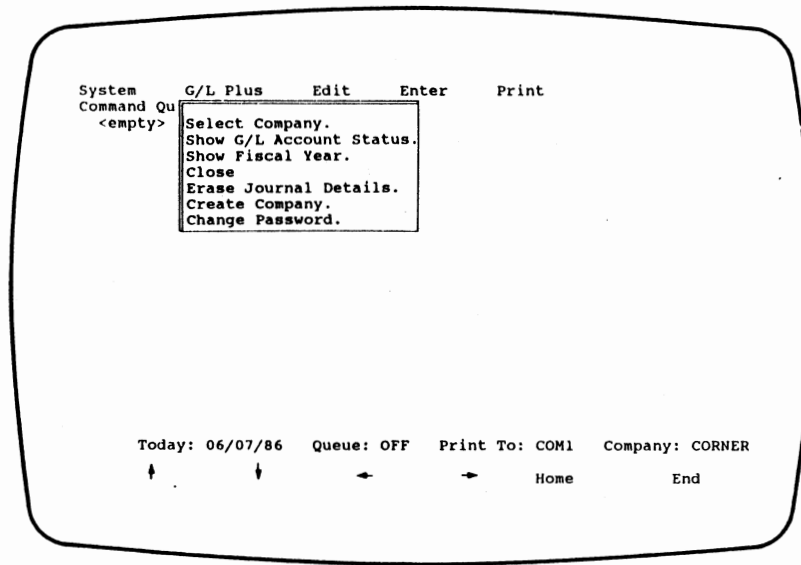 System G/L Plus Edit Enter Print
Command Qu
<empty> Select Company.
Show G/L Account Status.
Show Fiscal Year.
Close
Erase Journal Details.
Create Company.
Change Password.
Today: 06/07/86 Queue: OFF Print To: COM1 Company: CORNER
↑ ↓ ← → Home End